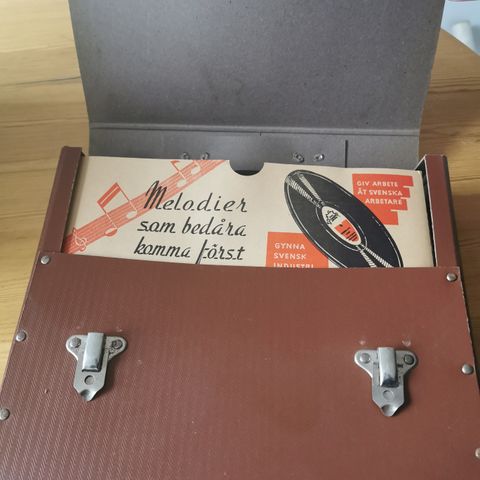 Melodier
som bedåra
komma först
GIV ARBETE
ÅT SVENSKA
ARBETARE
GYNNA
SVENSK
INDUSTRI